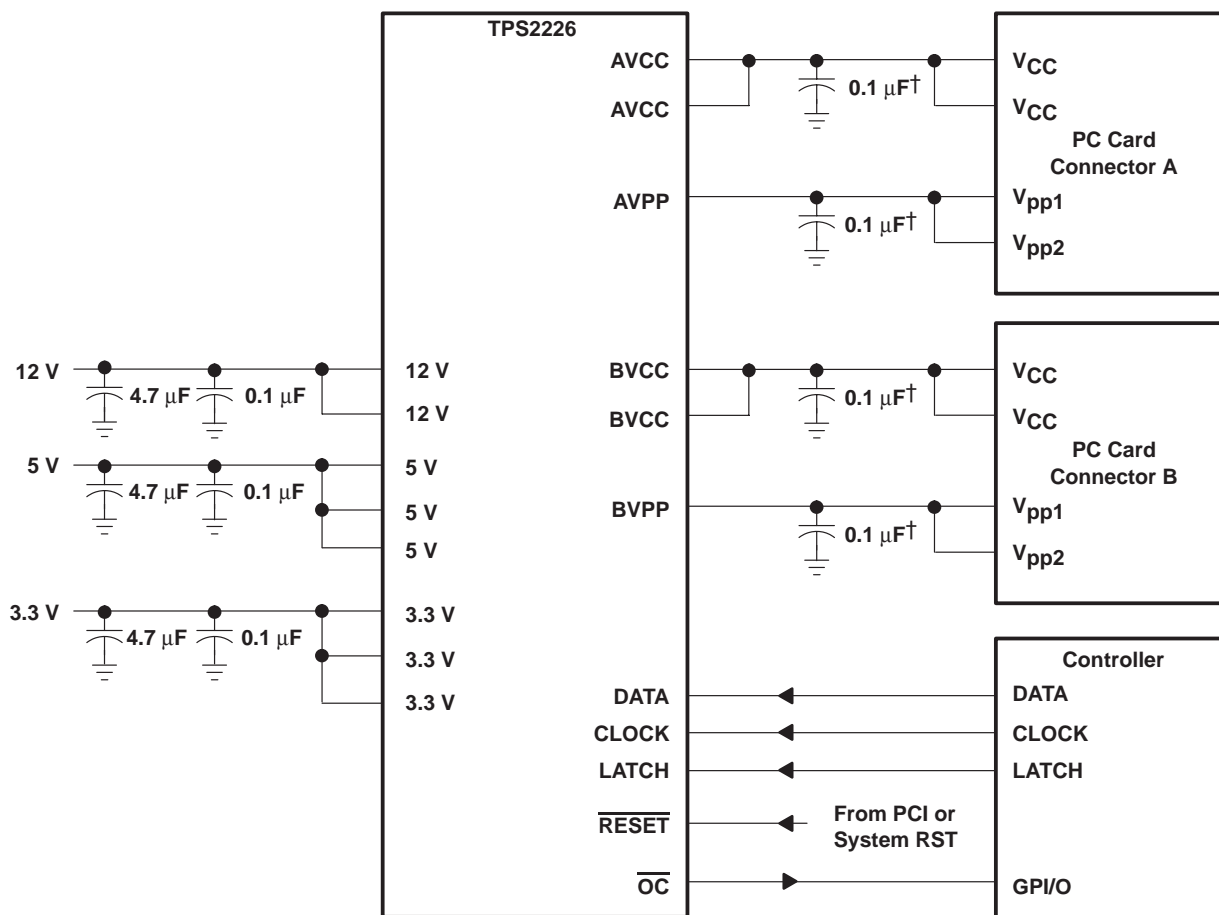 TPS2226
AVCC
AVCC
AVPP
12 V
4.7 μF
0.1 μF
12 V
12 V
5 V
4.7 μF
0.1 μF
5 V
5 V
5 V
3.3 V
4.7 μF
0.1 μF
3.3 V
3.3 V
3.3 V
BVCC
BVCC
BVPP
DATA
CLOCK
LATCH
RESET
OC
0.1 μF†
0.1 μF†
0.1 μF†
0.1 μF†
From PCI or
System RST
VCC
VCC
PC Card
Connector A
Vpp1
Vpp2
VCC
VCC
PC Card
Connector B
Vpp1
Vpp2
Controller
DATA
CLOCK
LATCH
GPI/O